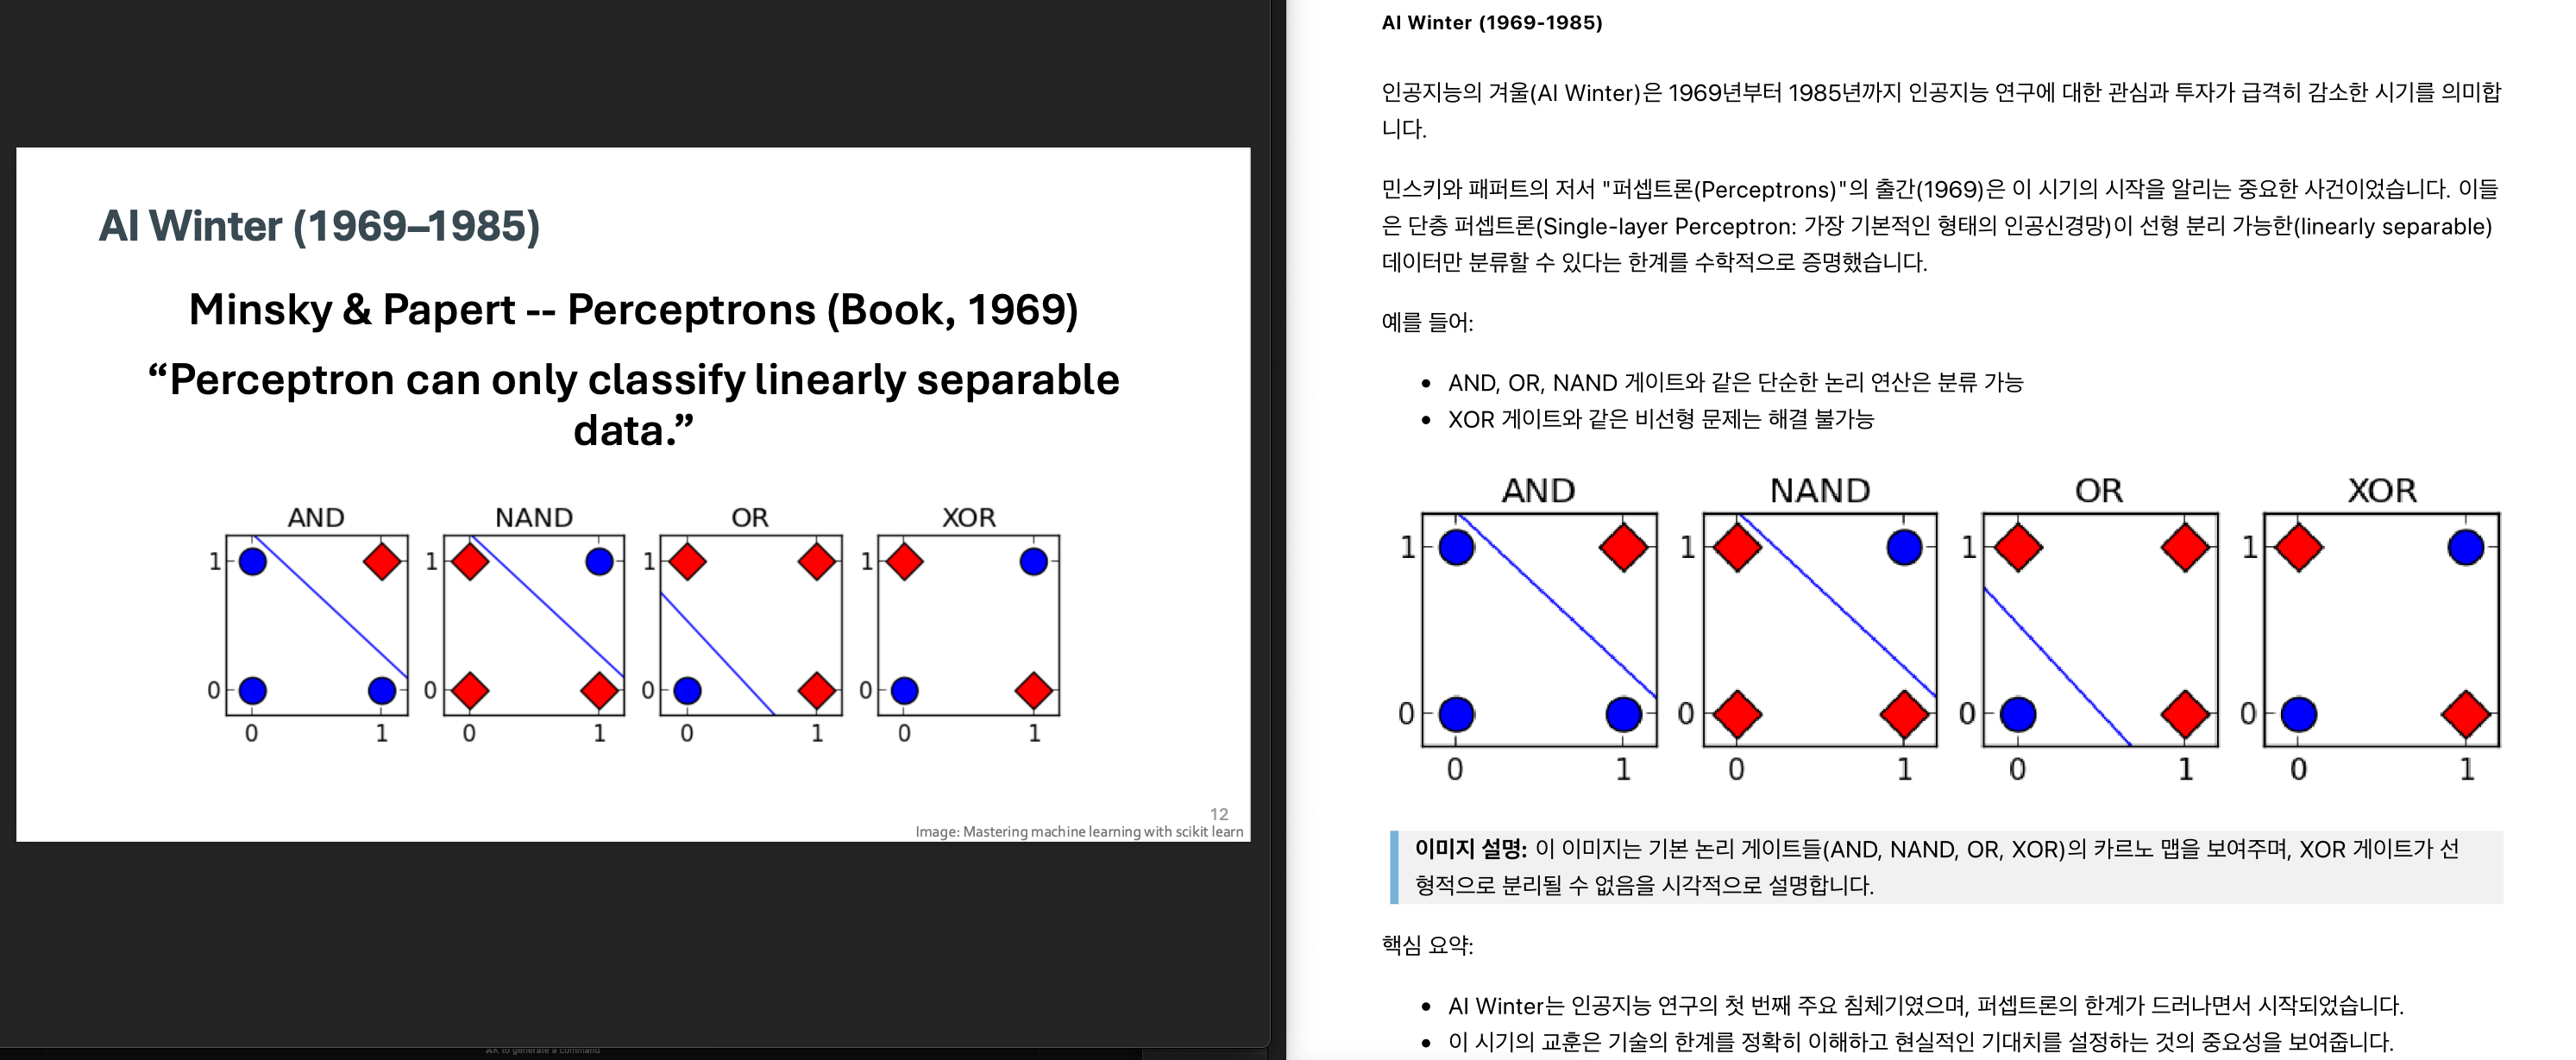 AI Winter (1969–1985)
Minsky & Papert -- Perceptrons (Book, 1969)
“Perceptron can only classify linearly separable
data.”
AND NAND OR XOR
1 1 1 1
0 0 0 0
0 1 0 1 0 1 0 1
12
Image: Mastering machine learning with scikit learn
⌘K to generate a command
AI Winter (1969-1985)
인공지능의 겨울(AI Winter)은 1969년부터 1985년까지 인공지능 연구에 대한 관심과 투자가 급격히 감소한 시기를 의미합
니다.
민스키와 패퍼트의 저서 "퍼셉트론(Perceptrons)"의 출간(1969)은 이 시기의 시작을 알리는 중요한 사건이었습니다. 이들
은 단층 퍼셉트론(Single-layer Perceptron: 가장 기본적인 형태의 인공신경망)이 선형 분리 가능한(linearly separable)
데이터만 분류할 수 있다는 한계를 수학적으로 증명했습니다.
예를 들어:
• AND, OR, NAND 게이트와 같은 단순한 논리 연산은 분류 가능
• XOR 게이트와 같은 비선형 문제는 해결 불가능
AND NAND OR XOR
1 1 1 1
0 0 0 0
0 1 0 1 0 1 0 1
이미지 설명: 이 이미지는 기본 논리 게이트들(AND, NAND, OR, XOR)의 카르노 맵을 보여주며, XOR 게이트가 선
형적으로 분리될 수 없음을 시각적으로 설명합니다.
핵심 요약:
• AI Winter는 인공지능 연구의 첫 번째 주요 침체기였으며, 퍼셉트론의 한계가 드러나면서 시작되었습니다.
• 이 시기의 교훈은 기술의 한계를 정확히 이해하고 현실적인 기대치를 설정하는 것의 중요성을 보여줍니다.